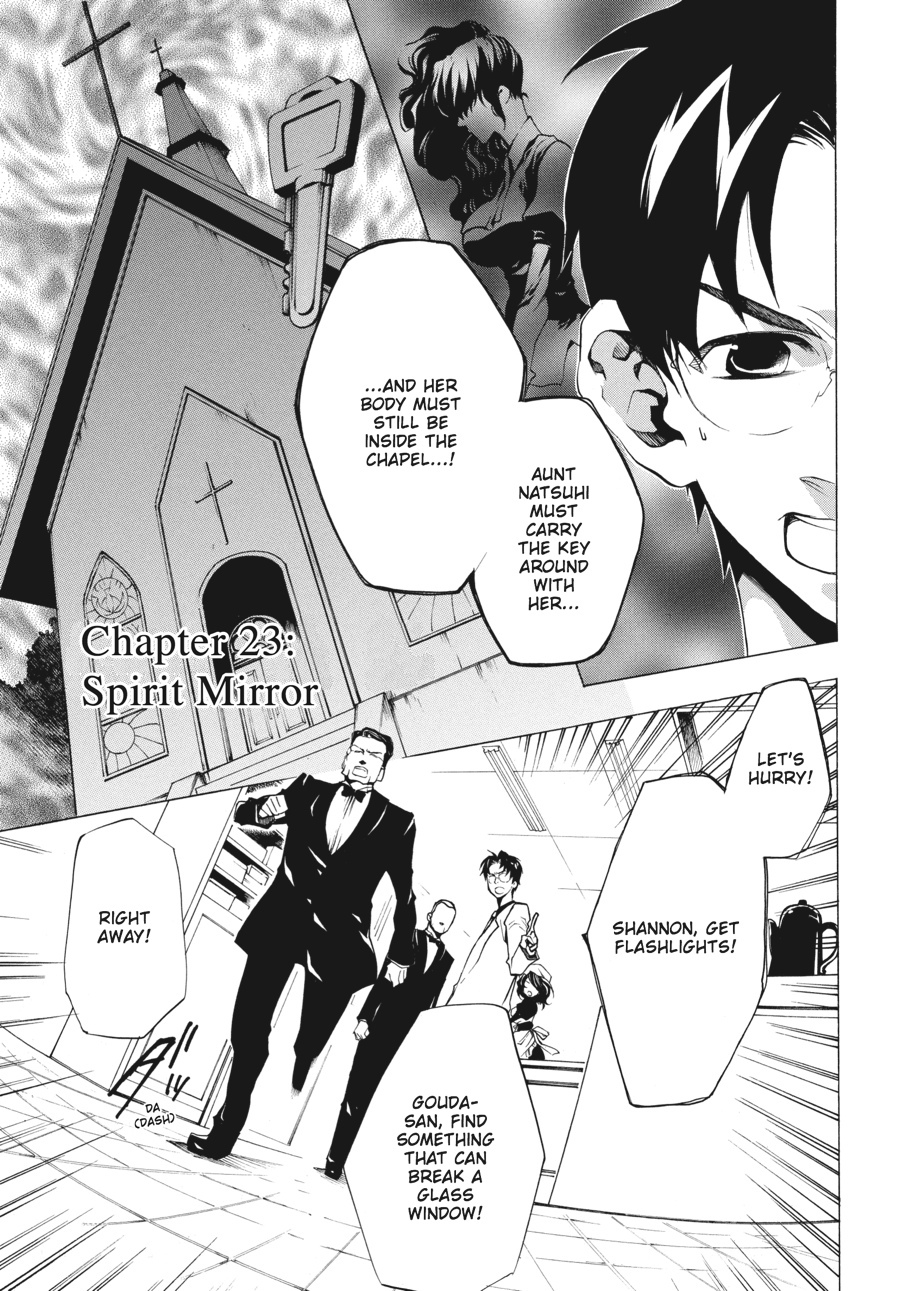 AUNT
NATSUHI
MUST
CARRY
THE KEY
AROUND
WITH
HER...
...AND HER
BODY MUST
STILL BE
INSIDE THE
CHAPEL...!
Chapter 23:
Spirit Mirror
LET'S
HURRY!
SHANNON, GET
FLASHLIGHTS!
GOUDA-
SAN, FIND
SOMETHING
THAT CAN
BREAK A
GLASS
WINDOW!
RIGHT
AWAY!
ダッ
DA
(DASH)